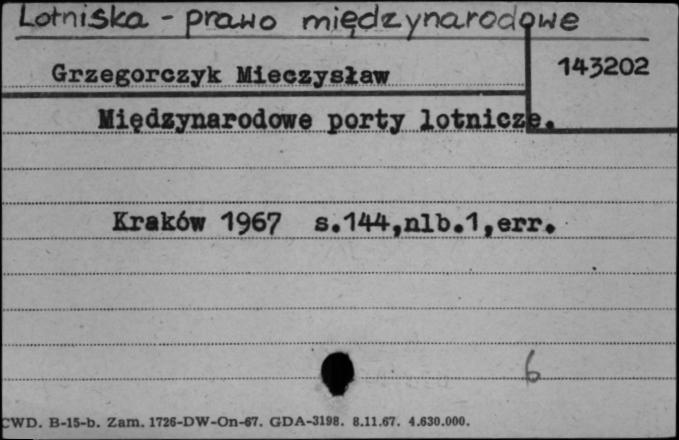 Lotniska - prawo międzynarodowe
Grzegorczyk Mieczysław
143202
Międzynarodowe porty lotnicze.
Kraków 1967 s.144,nlb.1,err.
6
CWD. B-15-b. Zam. 1726-DW-On-67. GDA-3198. 8.11.67. 4.630.000.